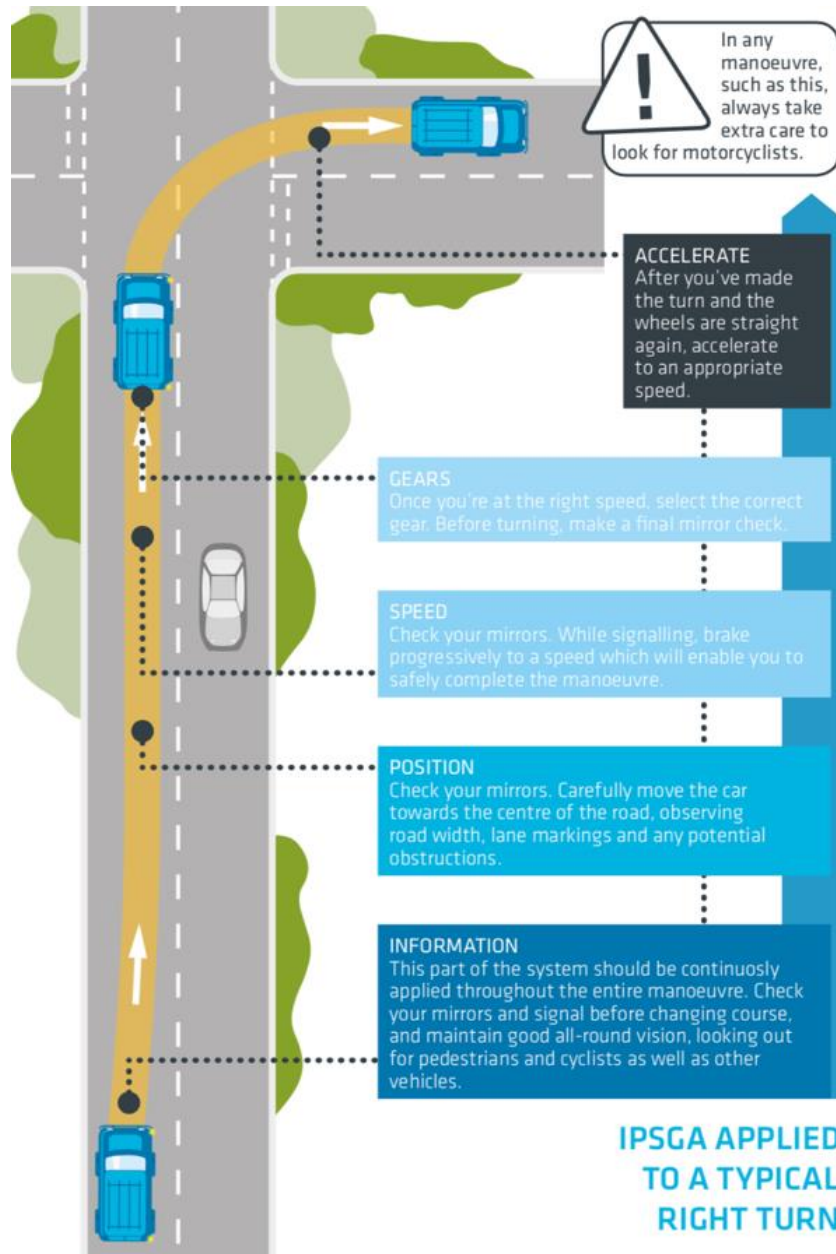 In any
manoeuvre,
such as this,
always take
extra care to
look for motorcyclists.
ACCELERATE
After you've made
the turn and the
wheels are straight
again, accelerate
to an appropriate
speed.
GEARS
Once you're at the right speed, select the correct
gear. Before turning, make a final mirror check.
SPEED
Check your mirrors. While signalling, brake
progressively to a speed which will enable you to
safely complete the manoeuvre.
POSITION
Check your mirrors. Carefully move the car
towards the centre of the road, observing
road width, lane markings and any potential
obstructions.
INFORMATION
This part of the system should be continuosly
applied throughout the entire manoeuvre. Check
your mirrors and signal before changing course,
and maintain good all-round vision, looking out
for pedestrians and cyclists as well as other
vehicles.
IPSGA APPLIED
TO A TYPICAL
RIGHT TURN